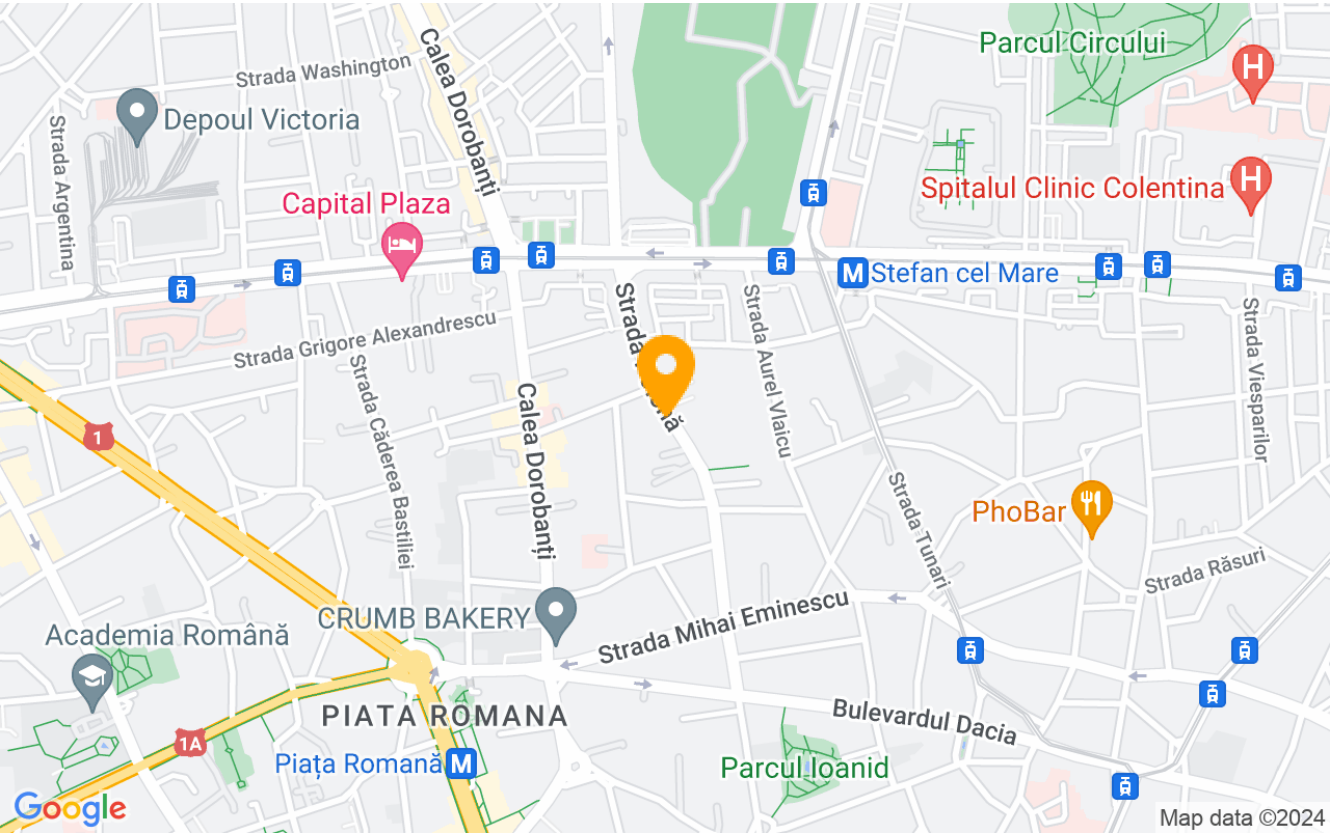 Parcul Circului
Calea Dorobanți
Strada Washington
H
Depoul Victoria
Strada Argentina
Spitalul Clinic Colentina
H
Capital Plaza
M Stefan cel Mare
Strada
Strada Aurel Vlaicu
Strada Viesparilor
Strada Grigore Alexandrescu
Strada Căderea Bastiliei
Calea Dorobanți
1
Strada Tunari
PhoBar
Strada Răsuri
CRUMB BAKERY
Strada Mihai Eminescu
Academia Română
PIATA ROMANA
Bulevardul Dacia
1A
Piața Romană M
Parcul Ioanid
Google
Map data ©2024